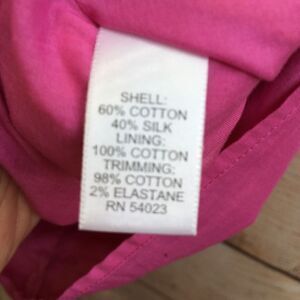 SHELL:
60% COTTON
40% SILK
LINING:
100% COTTON
TRIMMING:
98% COTTON
2% ELASTANE
RN 54023